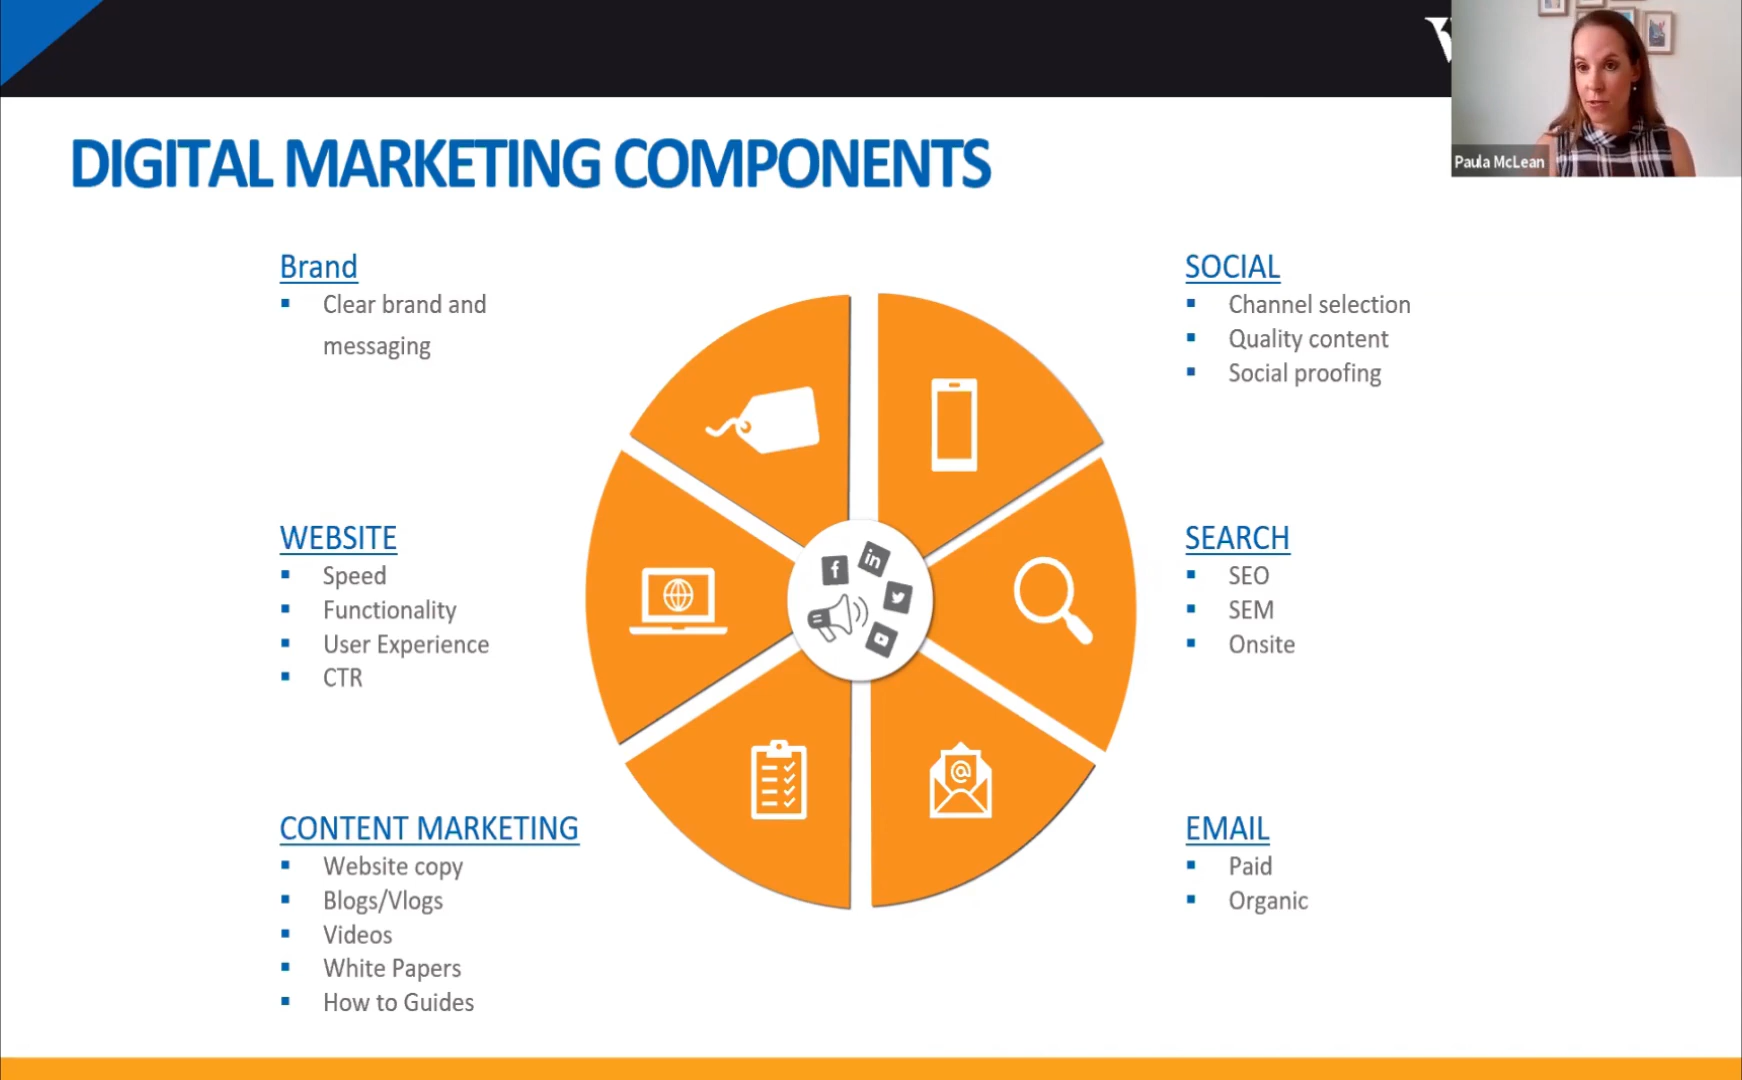 Paula McLean
DIGITAL MARKETING COMPONENTS
Brand
Clear brand and
messaging
WEBSITE
Speed
Functionality
User Experience
CTR
CONTENT MARKETING
Website copy
Blogs/Vlogs
Videos
White Papers
How to Guides
SOCIAL
Channel selection
Quality content
Social proofing
SEARCH
SEO
SEM
Onsite
EMAIL
Paid
Organic
f
in
@